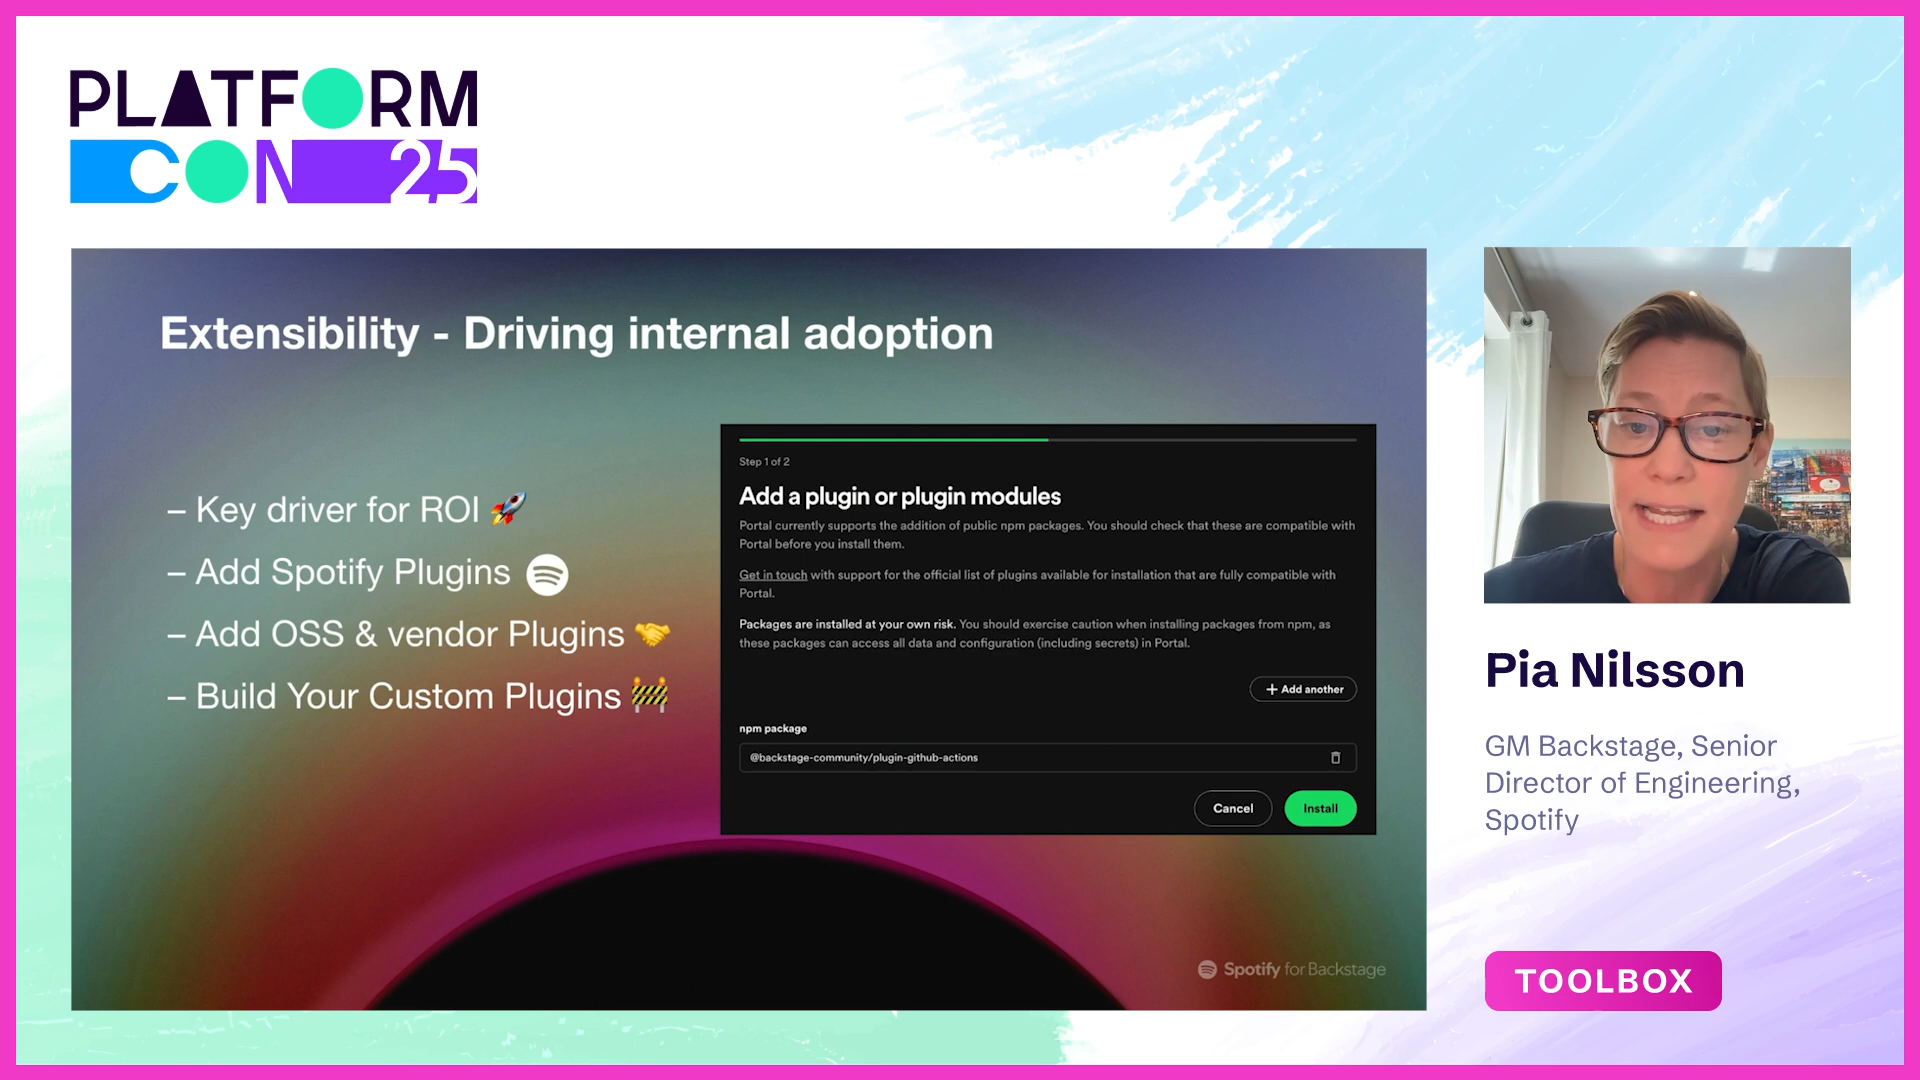 PLATFORM
CON 25
Extensibility - Driving internal adoption
– Key driver for ROI 🚀
– Add Spotify Plugins
– Add OSS & vendor Plugins 🤝
– Build Your Custom Plugins 🚧
Step 1 of 2
Add a plugin or plugin modules
Portal currently supports the addition of public npm packages. You should check that these are compatible with
Portal before you install them.
Get in touch with support for the official list of plugins available for installation that are fully compatible with
Portal.
Packages are installed at your own risk. You should exercise caution when installing packages from npm, as
these packages can access all data and configuration (including secrets) in Portal.
+ Add another
npm package
@backstage-community/plugin-github-actions
Cancel
Install
Spotify for Backstage
Pia Nilsson
GM Backstage, Senior
Director of Engineering,
Spotify
TOOLBOX